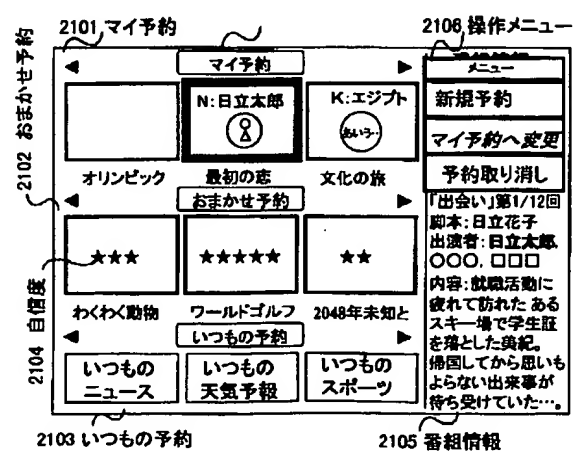 2101 マイ予約
2106 操作メニュー
マイ予約
メニュー
N:日立太郎
K:エジプト
あいう‥
新規予約
マイ予約へ変更
予約取り消し
オリンピック
最初の恋
文化の旅
2102 おまかせ予約
おまかせ予約
★★★
★★★★★
★★
わくわく動物
ワールドゴルフ
2048年未知と
2104 自信度
いつもの予約
いつもの
ニュース
いつもの
天気予報
いつもの
スポーツ
「出会い」第1/12回
脚本:日立花子
出演者:日立太郎
○○○, □□□
内容:就職活動に
疲れて訪れた ある
スキー場で学生証
を落とした美紀。
帰国してから思いも
よらない出来事が
待ち受けていた…。
2103 いつもの予約
2105 番組情報